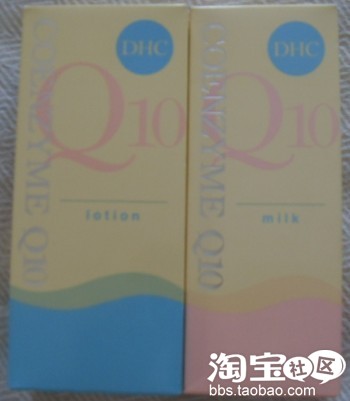 DHC
COENZYME Q10
Q10
lotion
DHC
COENZYME Q10
Q10
milk
淘宝社区
bbs.taobao.com